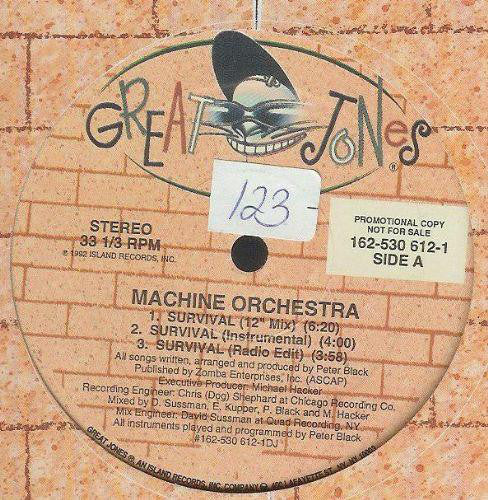 GREAT JONES
®
123-
STEREO
33 1/3 RPM
℗ 1992 ISLAND RECORDS, INC.
PROMOTIONAL COPY
NOT FOR SALE
162-530 612-1
SIDE A
MACHINE ORCHESTRA
1. SURVIVAL (12" Mix) (6:20)
2. SURVIVAL (Instrumental) (4:00)
3. SURVIVAL (Radio Edit) (3:58)
All songs written, arranged and produced by Peter Black
Published by Zomba Enterprises, Inc. (ASCAP)
Executive Producer: Michael Hacker
Recording Engineer: Chris (Dog) Shephard at Chicago Recording Co.
Mixed by D. Sussman, E. Kupper, P. Black and M. Hacker
Mix Engineer: David Sussman at Quad Recording, NY
All instruments played and programmed by Peter Black
#162-530 612-1DJ
GREAT JONES®, AN ISLAND RECORDS, INC. COMPANY